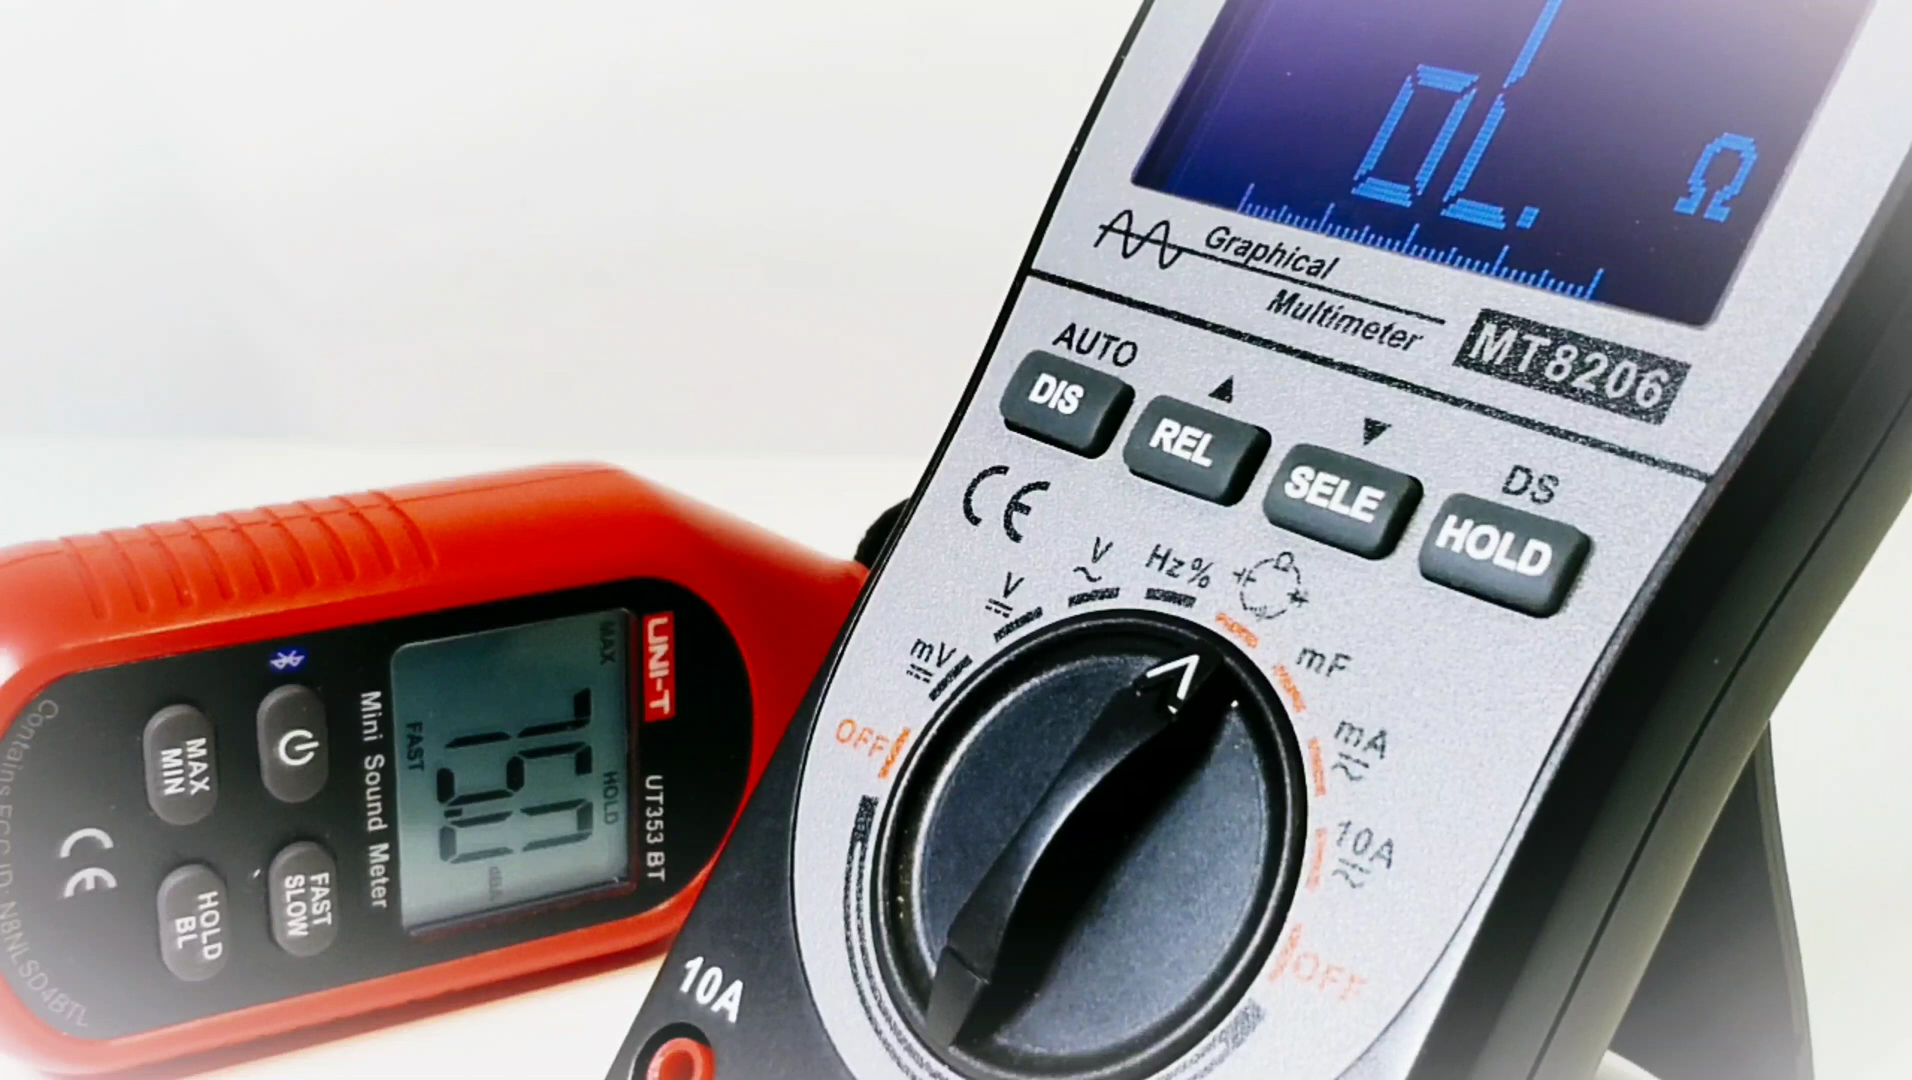 OL.
Ω
Graphical
Multimeter
MT8206
AUTO
DIS
REL
SELE
DS
HOLD
CE
mV
V
V
Hz%
Ω
mF
mA
10A
OFF
OFF
10A
UNI-T
UT353 BT
MAX
HOLD
FAST
dBA
Mini Sound Meter
MAX
MIN
FAST
SLOW
HOLD
BL
CE
Contains FCC ID: N8NLSD4BTL